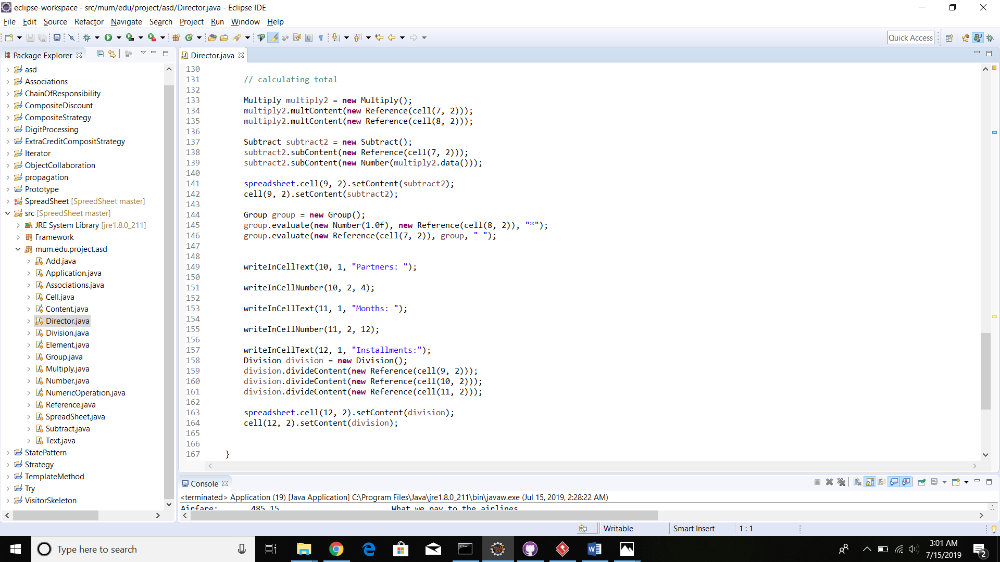 eclipse-workspace - src/mum/edu/project/asd/Director.java - Eclipse IDE
File Edit Source Refactor Navigate Search Project Run Window Help
Quick Access
Package Explorer
asd
Associations
ChainOfResponsibility
CompositeDiscount
CompositeStrategy
DigitProcessing
ExtraCreditCompositStrategy
Iterator
ObjectCollaboration
propagation
Prototype
SpreadSheet [SpreedSheet master]
src [SpreedSheet master]
JRE System Library [jre1.8.0_211]
Framework
mum.edu.project.asd
Add.java
Application.java
Associations.java
Cell.java
Content.java
Director.java
Division.java
Element.java
Group.java
Multiply.java
Number.java
NumericOperation.java
Reference.java
SpreadSheet.java
Subtract.java
Text.java
StatePattern
Strategy
TemplateMethod
Try
VisitorSkeleton
Director.java
130
131 // calculating total
132
133 Multiply multiply2 = new Multiply();
134 multiply2.multContent(new Reference(cell(7, 2)));
135 multiply2.multContent(new Reference(cell(8, 2)));
136
137 Subtract subtract2 = new Subtract();
138 subtract2.subContent(new Reference(cell(7, 2)));
139 subtract2.subContent(new Number(multiply2.data()));
140
141 spreadsheet.cell(9, 2).setContent(subtract2);
142 cell(9, 2).setContent(subtract2);
143
144 Group group = new Group();
145 group.evaluate(new Number(1.0f), new Reference(cell(8, 2)), "*");
146 group.evaluate(new Reference(cell(7, 2)), group, "-");
147
148
149 writeInCellText(10, 1, "Partners: ");
150
151 writeInCellNumber(10, 2, 4);
152
153 writeInCellText(11, 1, "Months: ");
154
155 writeInCellNumber(11, 2, 12);
156
157 writeInCellText(12, 1, "Installments:");
158 Division division = new Division();
159 division.divideContent(new Reference(cell(9, 2)));
160 division.divideContent(new Reference(cell(10, 2)));
161 division.divideContent(new Reference(cell(11, 2)));
162
163 spreadsheet.cell(12, 2).setContent(division);
164 cell(12, 2).setContent(division);
165
166
167 }
Console
<terminated> Application (19) [Java Application] C:\Program Files\Java\jre1.8.0_211\bin\javaw.exe (Jul 15, 2019, 2:28:22 AM)
Airfare: 485.15 What we pay to the airlines
Writable Smart Insert 1 : 1
Type here to search
3:01 AM
7/15/2019
2